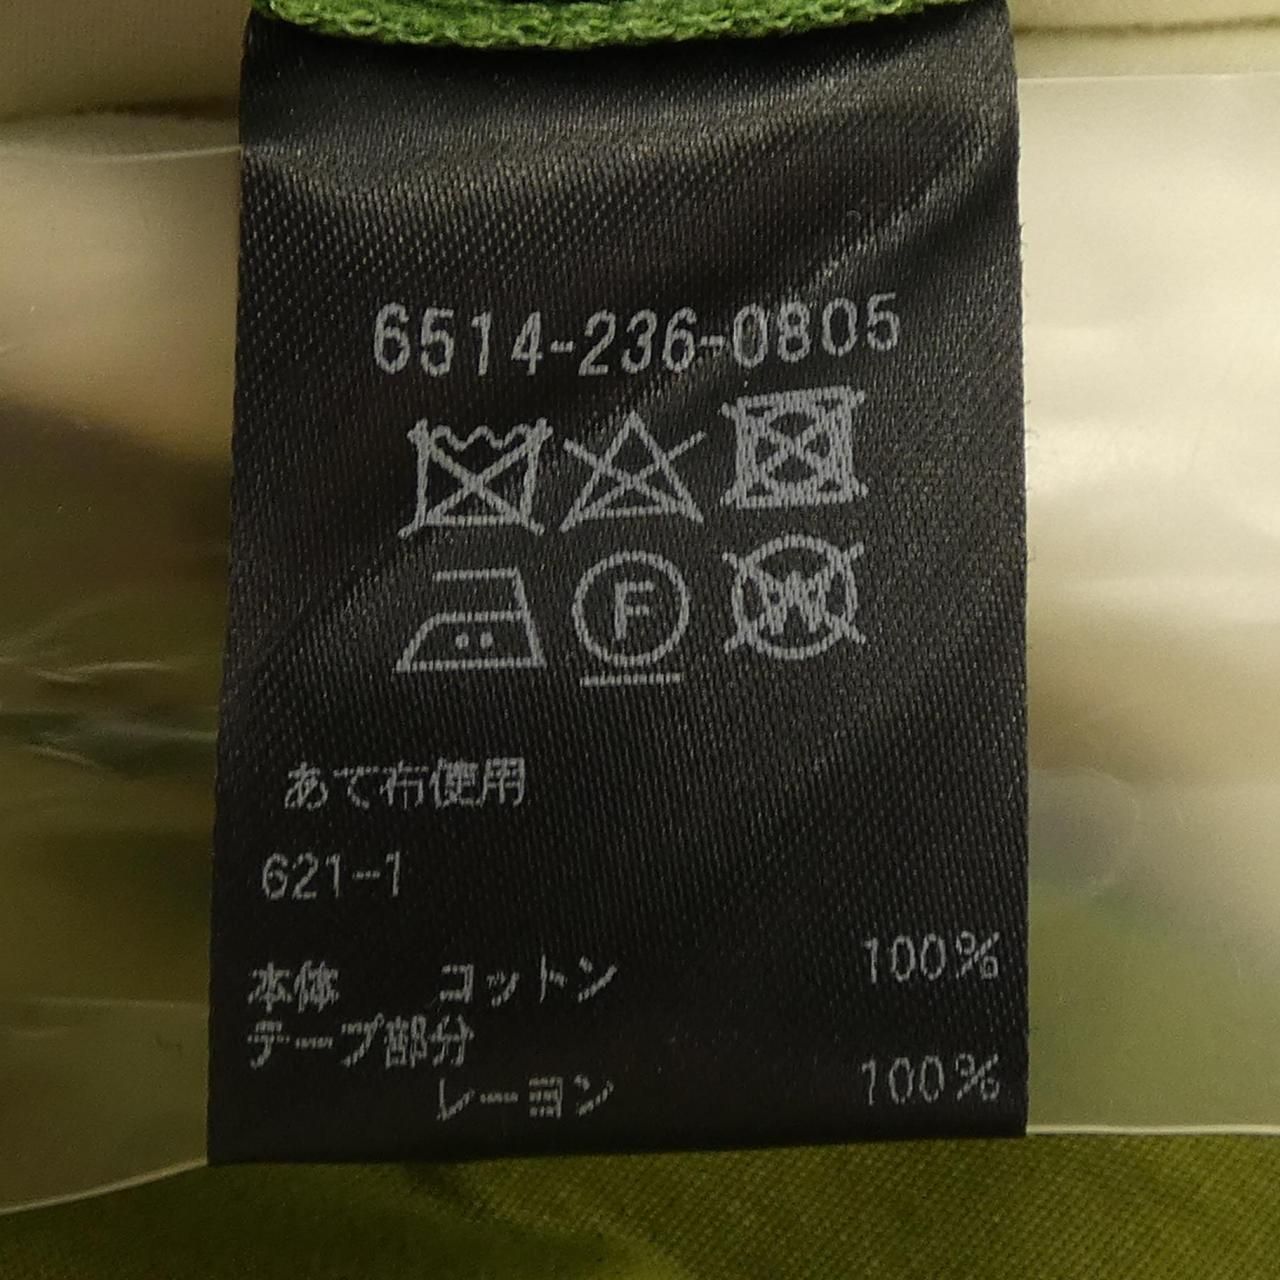 6514-236-0805
F
W
あて布使用
621-1
本体 コットン 100%
テープ部分
レーヨン 100%